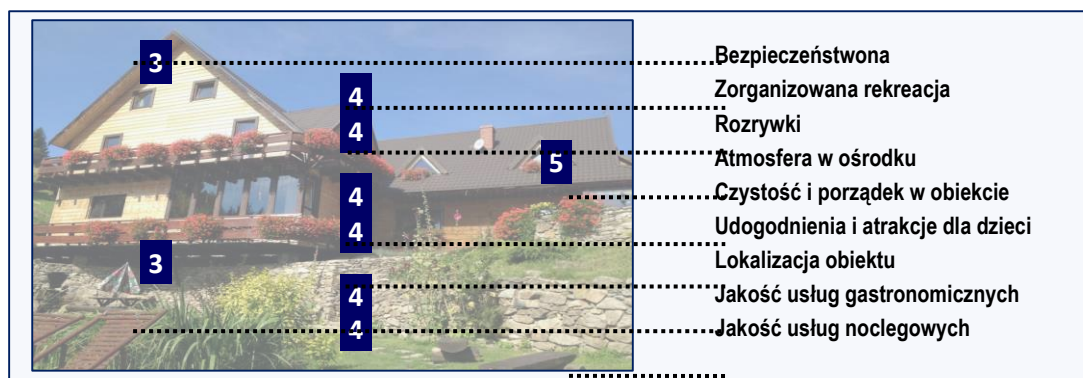 3 Bezpieczeństwona
4 Zorganizowana rekreacja
4 Rozrywki
5 Atmosfera w ośrodku
4 Czystość i porządek w obiekcie
4 Udogodnienia i atrakcje dla dzieci
3 Lokalizacja obiektu
4 Jakość usług gastronomicznych
4 Jakość usług noclegowych